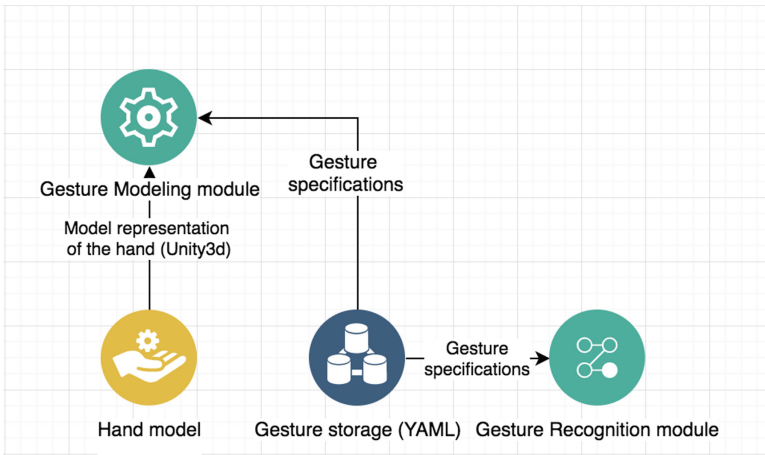 Gesture
specifications
Gesture Modeling module
Model representation
of the hand (Unity3d)
Gesture
specifications
Hand model
Gesture storage (YAML)
Gesture Recognition module